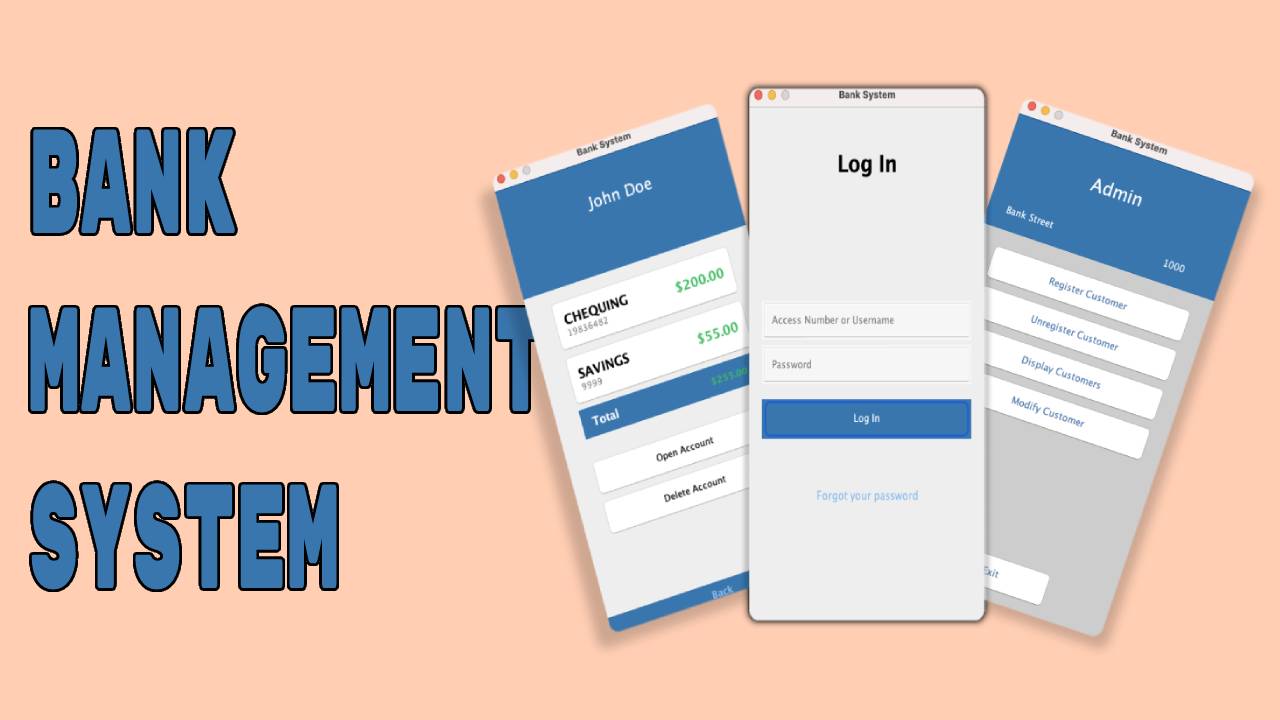 BANK
MANAGEMENT
SYSTEM
Bank System
John Doe
CHEQUING
19836482
$200.00
SAVINGS
9999
$55.00
Total
$255.00
Open Account
Delete Account
Back
Bank System
Log In
Access Number or Username
Password
Log In
Forgot your password
Bank System
Admin
Bank Street
1000
Register Customer
Unregister Customer
Display Customers
Modify Customer
Exit